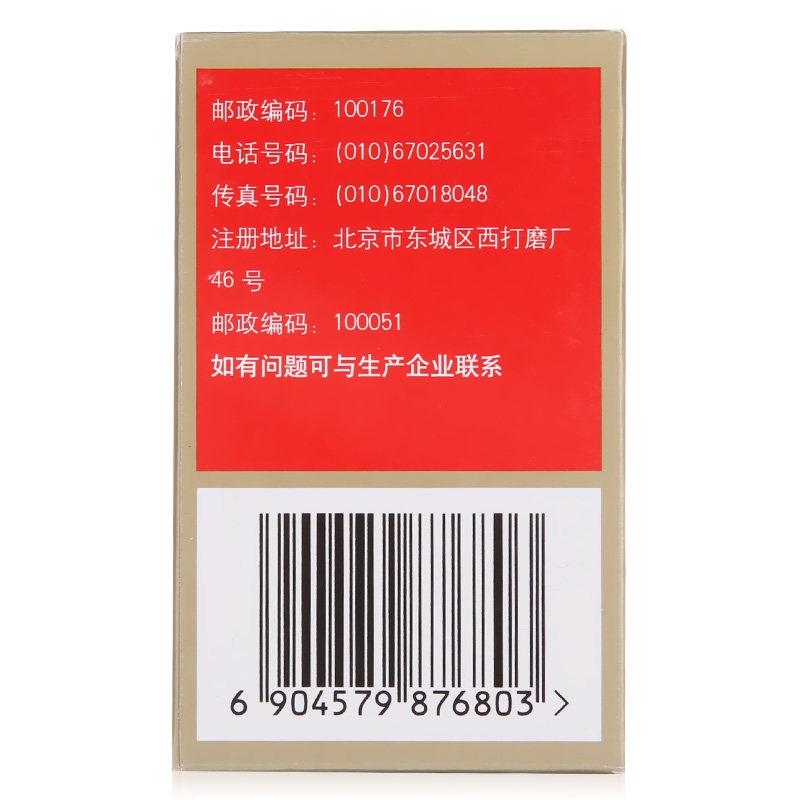 邮政编码：100176
电话号码：(010)67025631
传真号码：(010)67018048
注册地址：北京市东城区西打磨厂
46 号
邮政编码：100051
如有问题可与生产企业联系
6 904579 876803 >